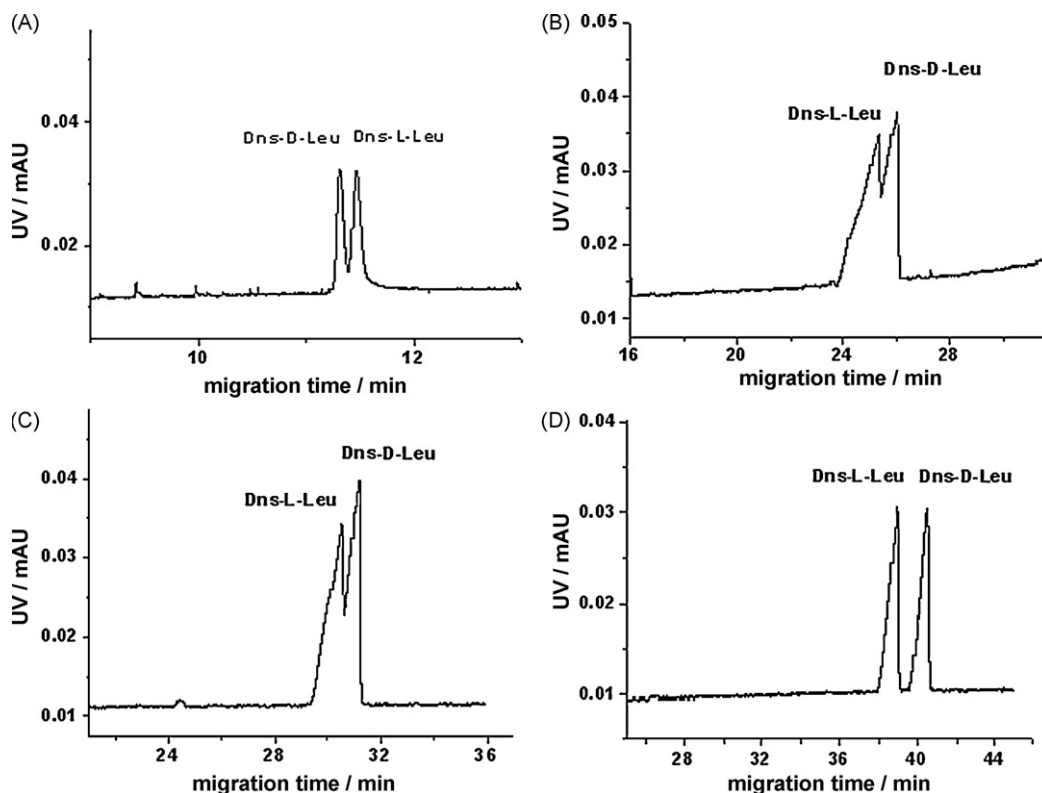 (A)
0.04
0.02
UV / mAU
Dns-D-Leu Dns-L-Leu
10 12
migration time / min
(B)
0.05
0.04
0.03
0.02
0.01
UV / mAU
Dns-D-Leu
Dns-L-Leu
16 20 24 28
migration time / min
(C)
0.04
0.03
0.02
0.01
UV / mAU
Dns-D-Leu
Dns-L-Leu
24 28 32 36
migration time / min
(D)
0.04
0.03
0.02
0.01
UV / mAU
Dns-L-Leu Dns-D-Leu
28 32 36 40 44
migration time / min